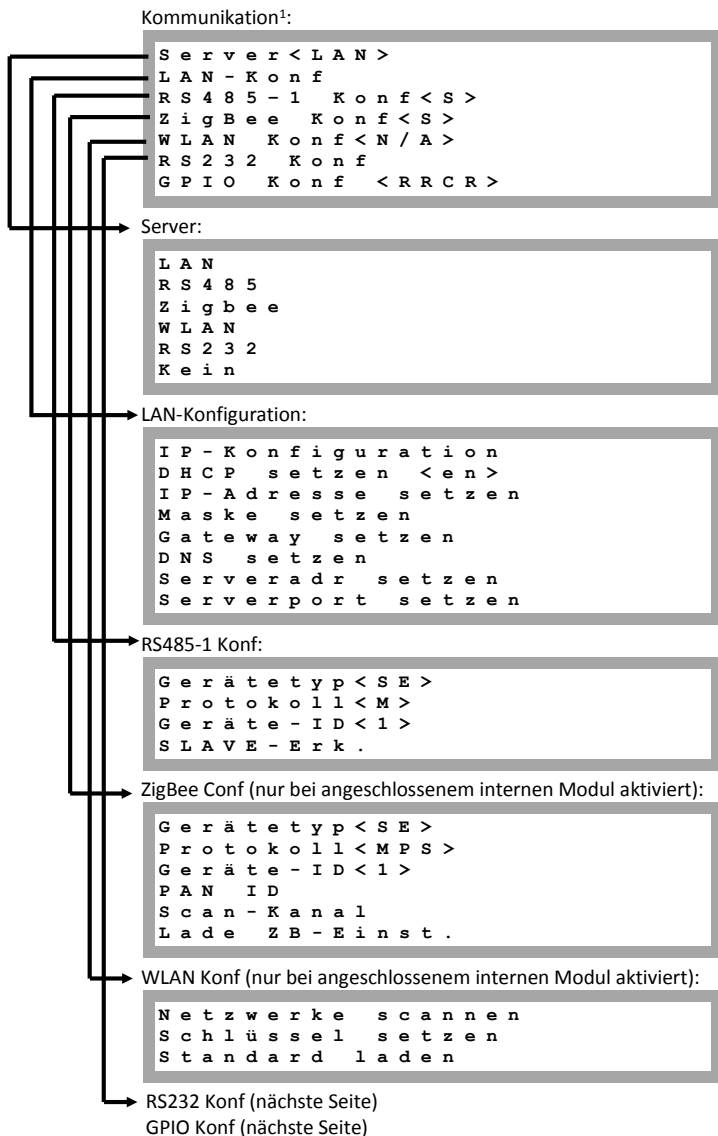 Kommunikation¹:
Server<LAN>
LAN-Konf
RS485-1 Konf<S>
ZigBee Konf<S>
WLAN Konf<N/A>
RS232 Konf
GPIO Konf <RRCR>
Server:
LAN
RS485
Zigbee
WLAN
RS232
Kein
LAN-Konfiguration:
IP-Konfiguration
DHCP setzen <en>
IP-Adresse setzen
Maske setzen
Gateway setzen
DNS setzen
Serveradr setzen
Serverport setzen
RS485-1 Konf:
Gerätetyp<SE>
Protokoll<M>
Geräte-ID<1>
SLAVE-Erk.
ZigBee Conf (nur bei angeschlossenem internen Modul aktiviert):
Gerätetyp<SE>
Protokoll<MPS>
Geräte-ID<1>
PAN ID
Scan-Kanal
Lade ZB-Einst.
WLAN Konf (nur bei angeschlossenem internen Modul aktiviert):
Netzwerke scannen
Schlüssel setzen
Standard laden
RS232 Konf (nächste Seite)
GPIO Konf (nächste Seite)